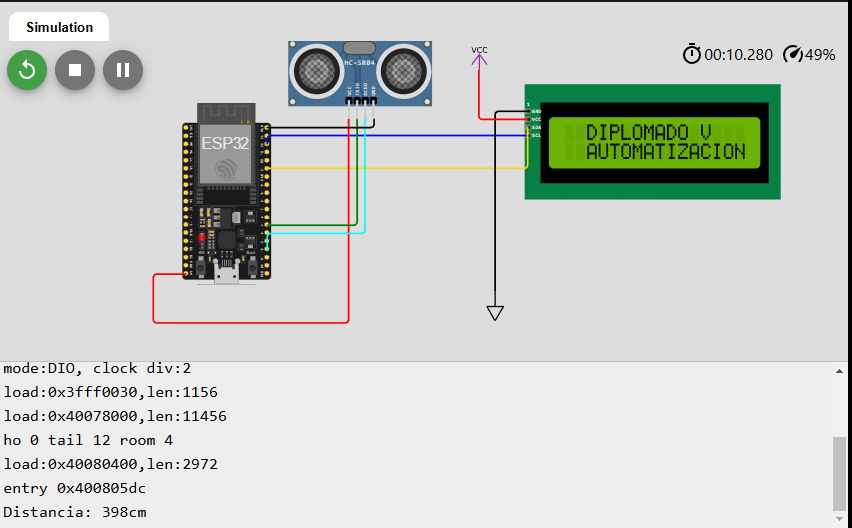 Simulation
HC-SR04
VCC
TRIG
ECHO
GND
VCC
00:10.280
49%
ESP32
1
GND
VCC
SDA
SCL
DIPLOMADO V
AUTOMATIZACION
mode:DIO, clock div:2
load:0x3fff0030,len:1156
load:0x40078000,len:11456
ho 0 tail 12 room 4
load:0x40080400,len:2972
entry 0x400805dc
Distancia: 398cm